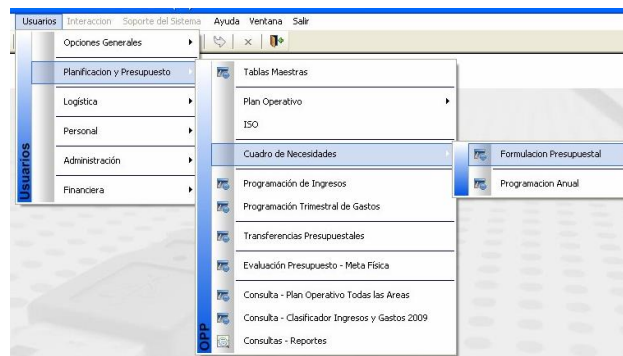 Usuarios Interaccion Soporte del Sistema Ayuda Ventana Salir
Opciones Generales
Planificacion y Presupuesto
Logística
Personal
Administración
Financiera
Usuarios
Tablas Maestras
Plan Operativo
ISO
Cuadro de Necesidades
Programación de Ingresos
Programación Trimestral de Gastos
Transferencias Presupuestales
Evaluación Presupuesto - Meta Física
Consulta - Plan Operativo Todas las Areas
Consulta - Clasificador Ingresos y Gastos 2009
Consultas - Reportes
OPP
Formulacion Presupuestal
Programacion Anual